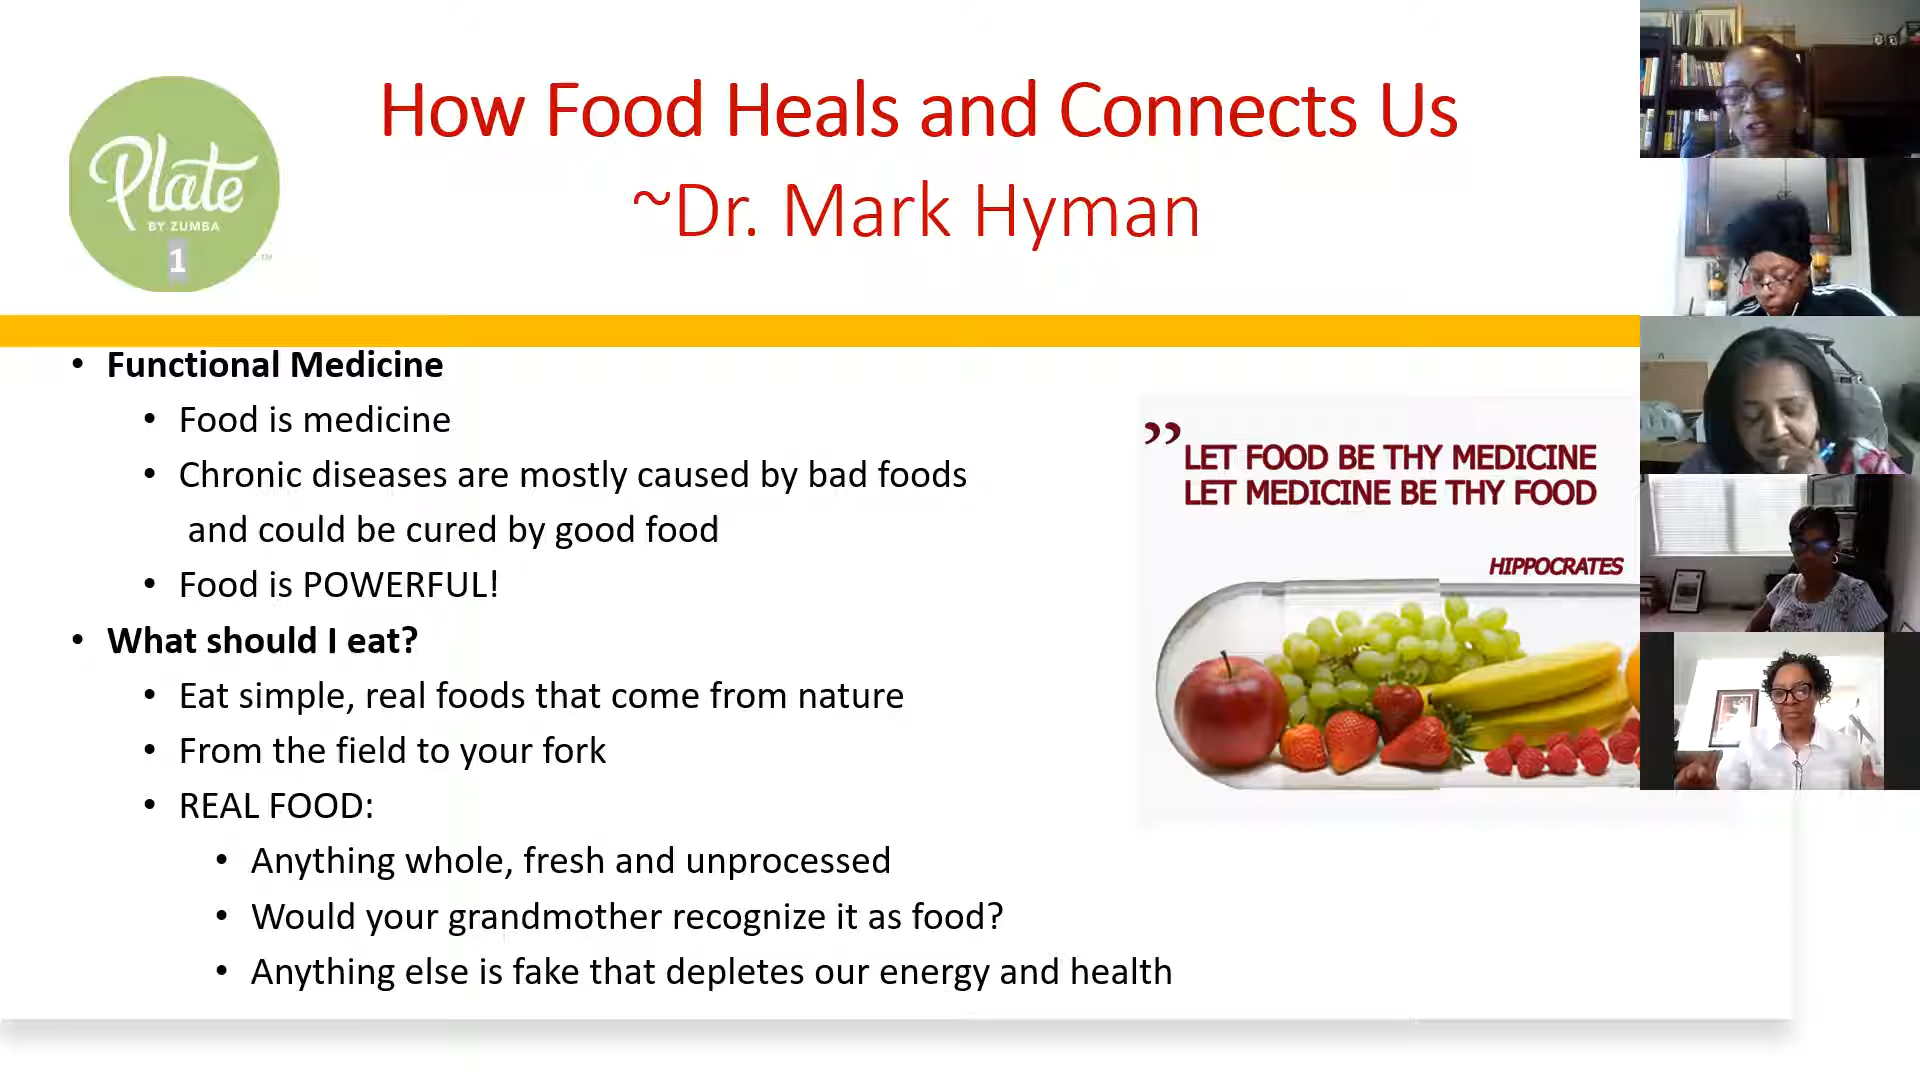 How Food Heals and Connects Us
~Dr. Mark Hyman
Plate
BY ZUMBA
1
TM
• Functional Medicine
• Food is medicine
• Chronic diseases are mostly caused by bad foods
and could be cured by good food
• Food is POWERFUL!
• What should I eat?
• Eat simple, real foods that come from nature
• From the field to your fork
• REAL FOOD:
• Anything whole, fresh and unprocessed
• Would your grandmother recognize it as food?
• Anything else is fake that depletes our energy and health
”LET FOOD BE THY MEDICINE
LET MEDICINE BE THY FOOD
HIPPOCRATES